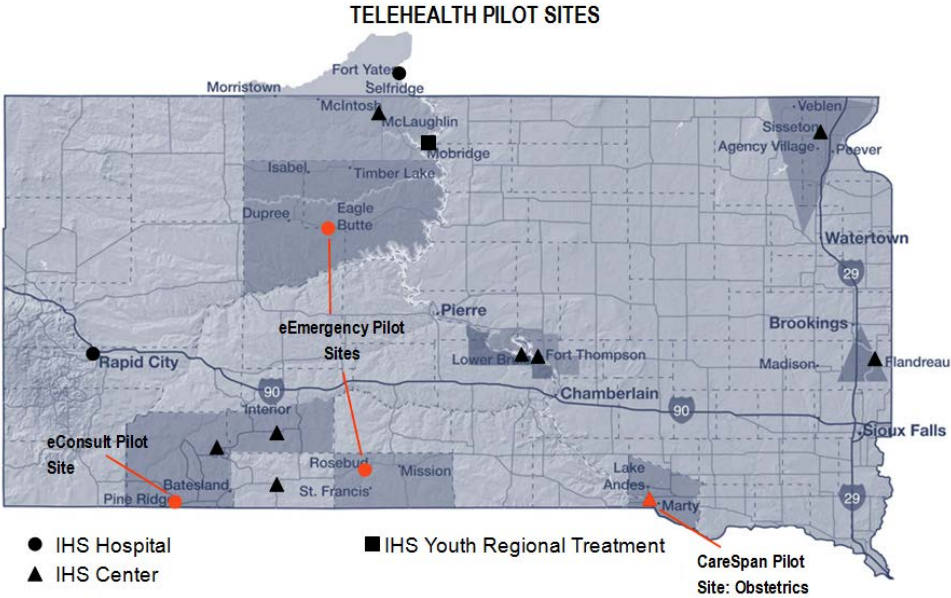 TELEHEALTH PILOT SITES
Fort Yates
Selfridge
Morristown
McIntosh
McLaughlin
Mobridge
Veblen
Sisseton
Agency Village
Peever
Isabel
Timber Lake
Dupree
Eagle
Butte
Watertown
29
Pierre
eEmergency Pilot
Sites
Brookings
Lower Brule
Fort Thompson
Madison
Flandreau
Rapid City
90
Chamberlain
90
Interior
Sioux Falls
eConsult Pilot
Site
Rosebud
Mission
Batesland
St. Francis
Pine Ridge
Lake
Andes
Marty
29
IHS Hospital
IHS Youth Regional Treatment
IHS Center
CareSpan Pilot
Site: Obstetrics